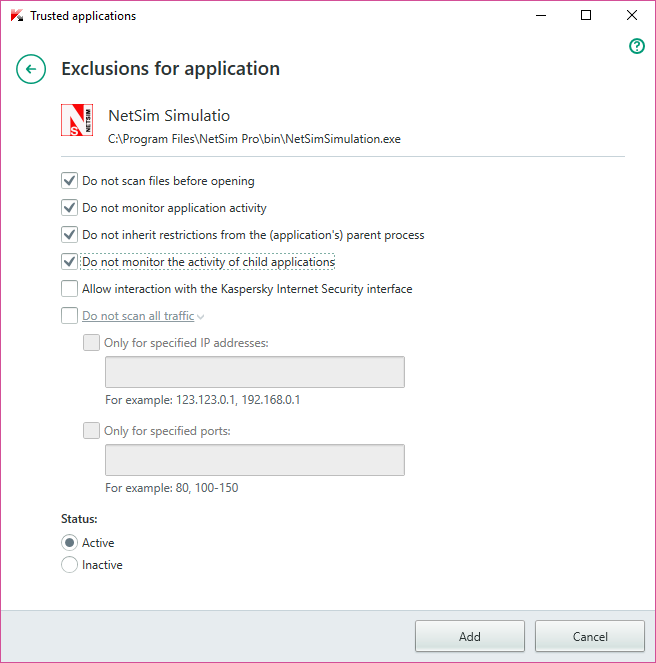 Trusted applications
Exclusions for application
NetSim Simulatio
NETSIM
C:\Program Files\NetSim Pro\bin\NetSimSimulation.exe
Do not scan files before opening
Do not monitor application activity
Do not inherit restrictions from the (application's) parent process
Do not monitor the activity of child applications
Allow interaction with the Kaspersky Internet Security interface
Do not scan all traffic
Only for specified IP addresses:
For example: 123.123.0.1, 192.168.0.1
Only for specified ports:
For example: 80, 100-150
Status:
Active
Inactive
Add
Cancel